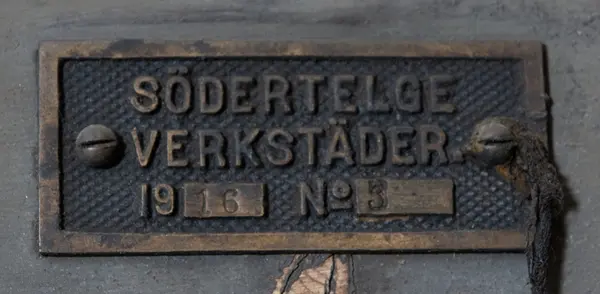 SÖDERTELGE
VERKSTÄDER.
1916 No 3